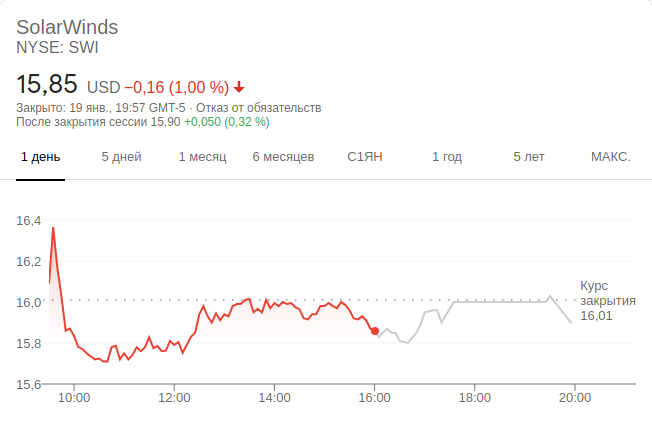 SolarWinds
NYSE: SWI
15,85 USD −0,16 (1,00 %)
Закрыто: 19 янв., 19:57 GMT-5 · Отказ от обязательств
После закрытия сессии 15,90 +0,050 (0,32 %)
1 день 5 дней 1 месяц 6 месяцев С1ЯН 1 год 5 лет МАКС.
16,4
16,2
16,0
15,8
15,6
Курс
закрытия
16,01
10:00 12:00 14:00 16:00 18:00 20:00